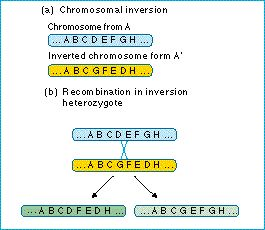 (a) Chromosomal inversion
Chromosome from A
... A B C D E F G H ...
Inverted chromosome form A'
... A B C G F E D H ...
(b) Recombination in inversion
heterozygote
... A B C D E F G H ...
... A B C G F E D H ...
... A B C D F E D H ...
... A B C G E F G H ...